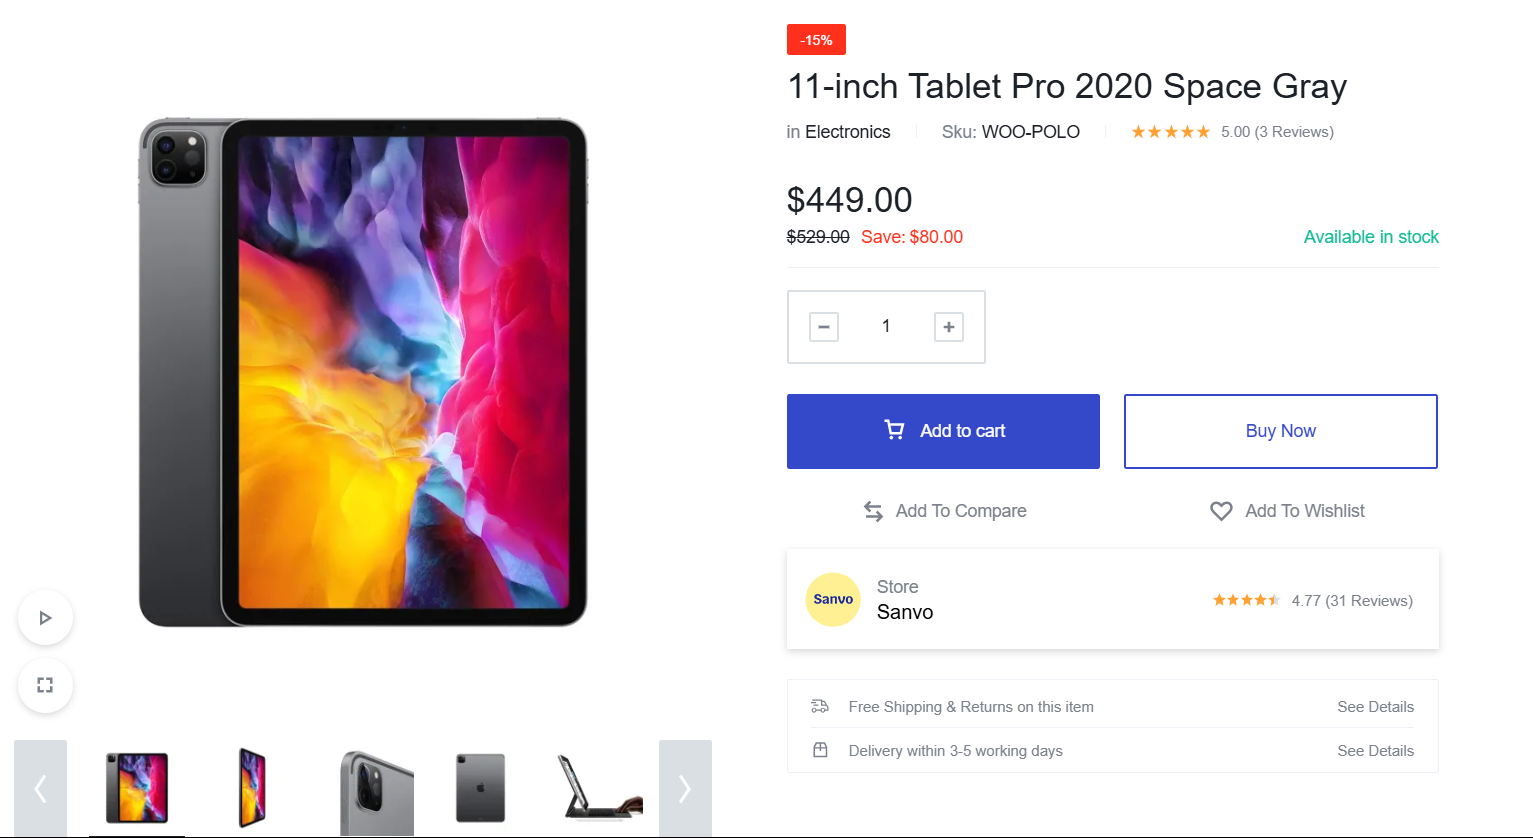 -15%
11-inch Tablet Pro 2020 Space Gray
in Electronics Sku: WOO-POLO 5.00 (3 Reviews)
$449.00
$529.00 Save: $80.00 Available in stock
1
Add to cart Buy Now
Add To Compare Add To Wishlist
Sanvo
Store
Sanvo
4.77 (31 Reviews)
Free Shipping & Returns on this item See Details
Delivery within 3-5 working days See Details